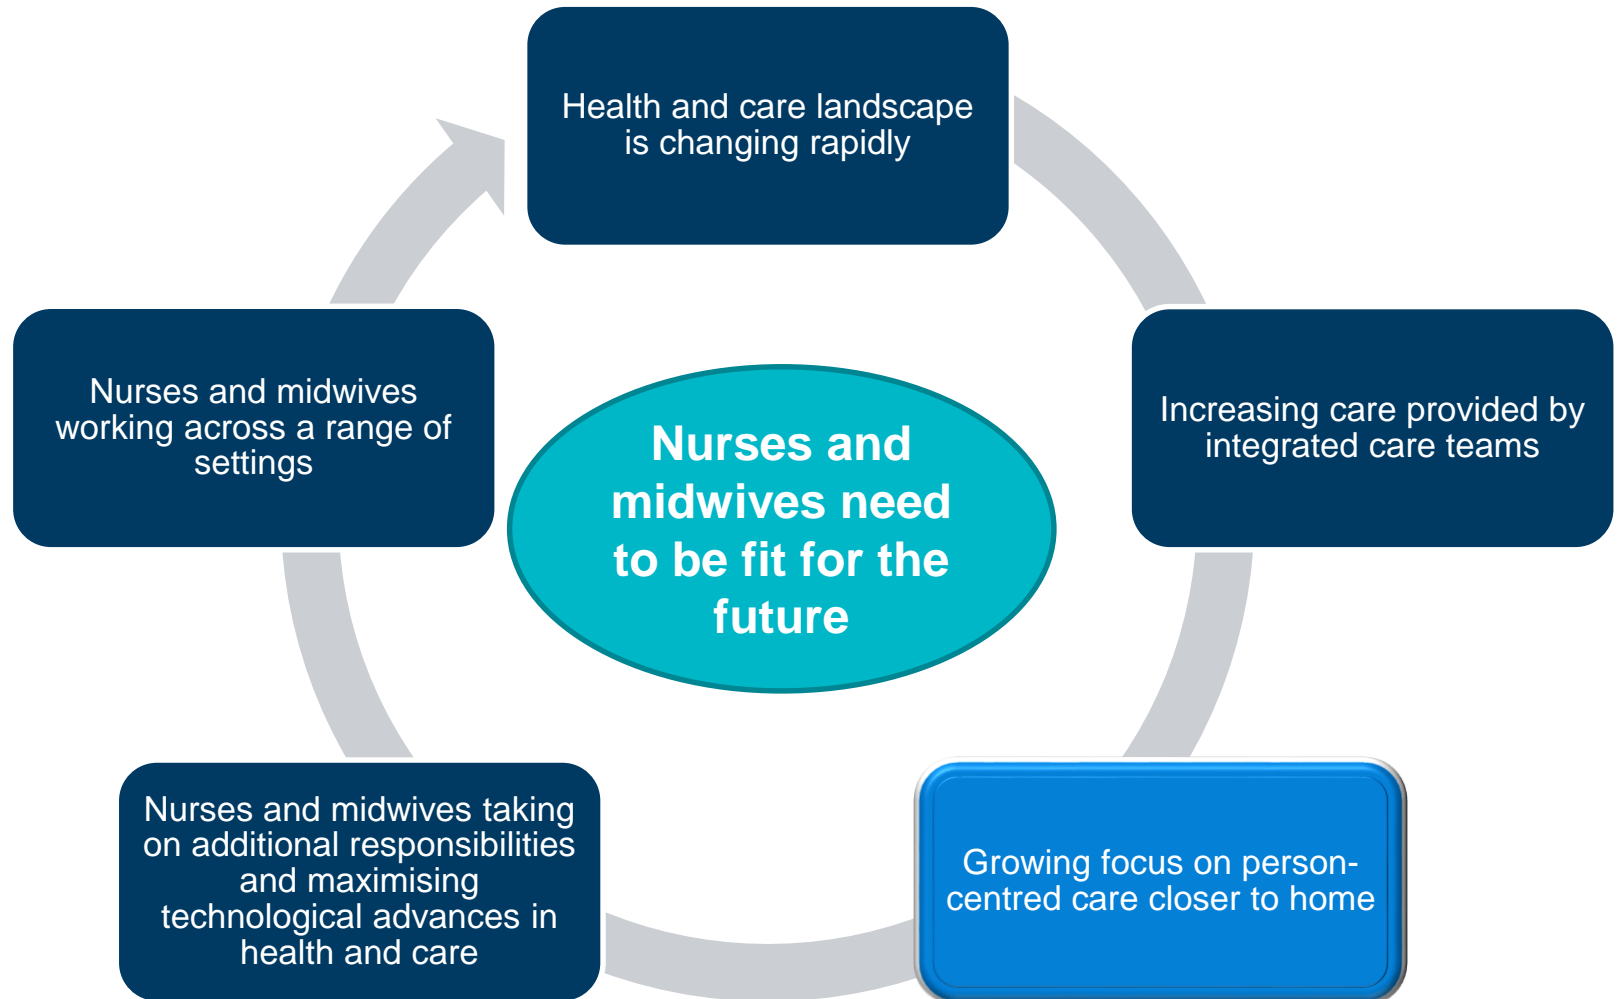 Health and care landscape
is changing rapidly
Increasing care provided by
integrated care teams
Growing focus on person-
centred care closer to home
Nurses and midwives taking
on additional responsibilities
and maximising
technological advances in
health and care
Nurses and midwives
working across a range of
settings
Nurses and
midwives need
to be fit for the
future